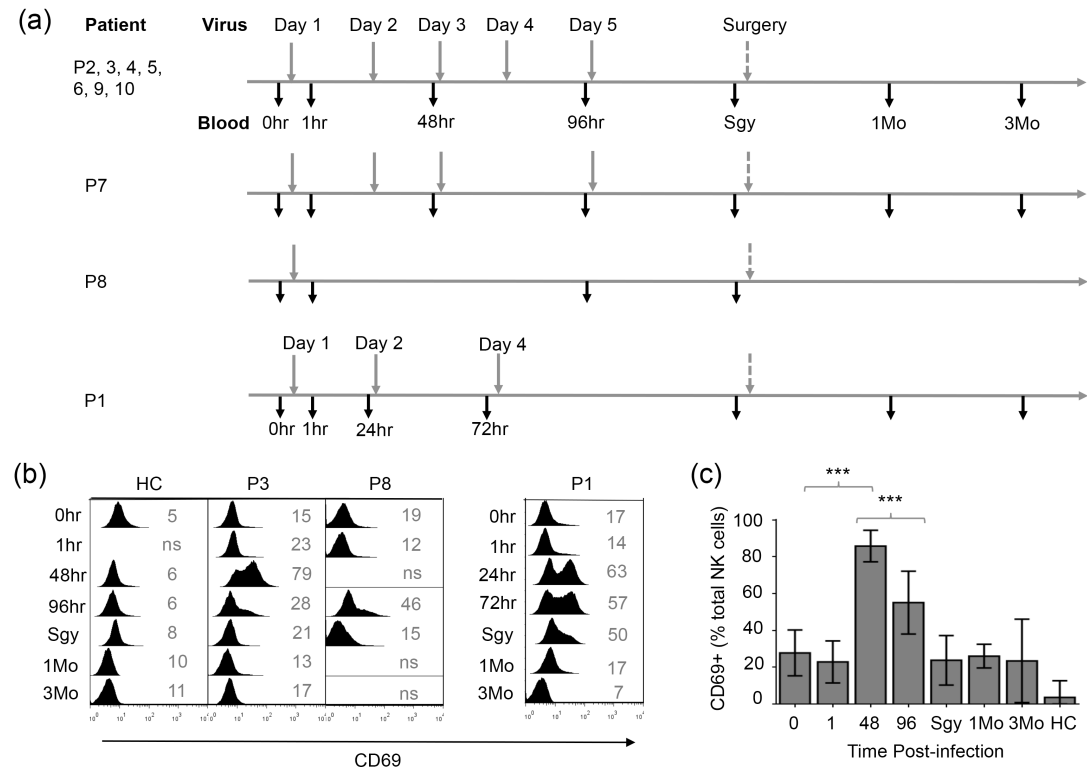 (a) Patient Virus Day 1 Day 2 Day 3 Day 4 Day 5 Surgery
P2, 3, 4, 5,
6, 9, 10
Blood 0hr 1hr 48hr 96hr Sgy 1Mo 3Mo
P7
P8
Day 1 Day 2 Day 4
P1
0hr 1hr 24hr 72hr
(b) HC P3 P8 P1
0hr 5 15 19 0hr 17
1hr ns 23 12 1hr 14
48hr 6 79 ns 24hr 63
96hr 6 28 46 72hr 57
Sgy 8 21 15 Sgy 50
1Mo 10 13 ns 1Mo 17
3Mo 11 17 ns 3Mo 7
CD69
(c)
***
***
CD69+ (% total NK cells)
100
80
60
40
20
0
0 1 48 96 Sgy 1Mo 3Mo HC
Time Post-infection